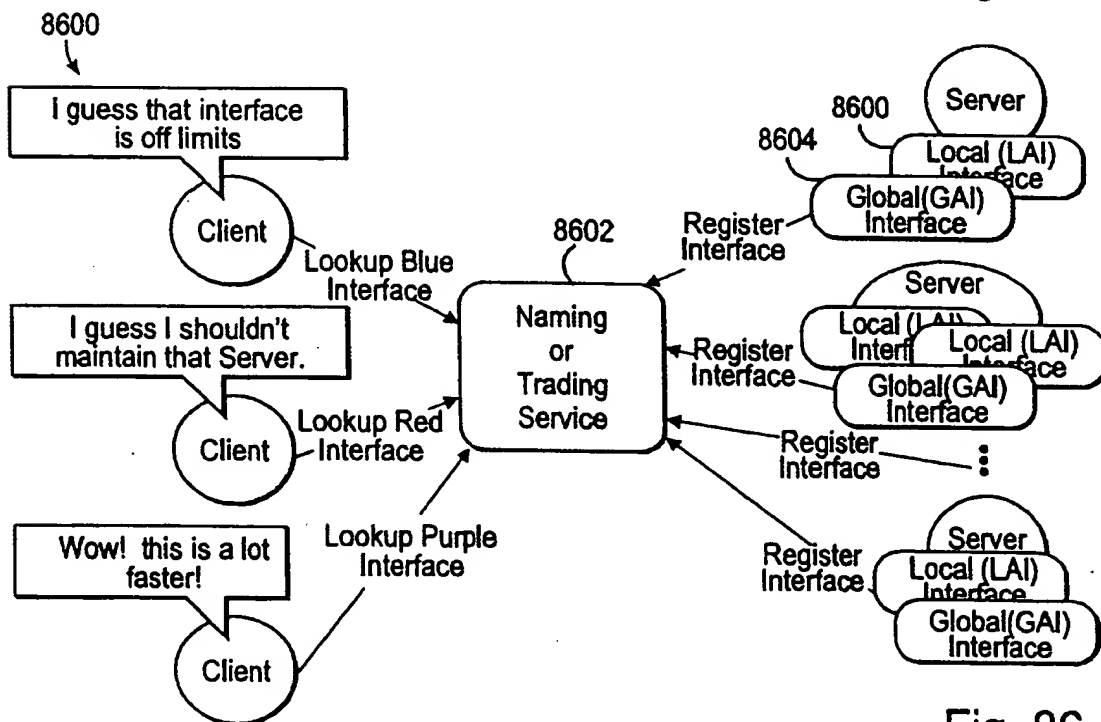 8600
I guess that interface
is off limits
Client
Lookup Blue
Interface
I guess I shouldn't
maintain that Server.
Client
Lookup Red
Interface
Wow! this is a lot
faster!
Client
Lookup Purple
Interface
8602
Naming
or
Trading
Service
8600
8604
Server
Local (LAI)
Interface
Global(GAI)
Interface
Register
Interface
Server
Local (LAI)
Interf
Local (LAI)
Interface
Global(GAI)
Interface
Register
Interface
Register
Interface
Server
Local (LAI)
Interface
Global(GAI)
Interface
Register
Interface